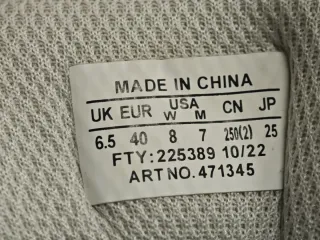 MADE IN CHINA
UK EUR USA W M CN JP
6.5 40 8 7 250(2) 25
FTY:225389 10/22
ART NO.471345